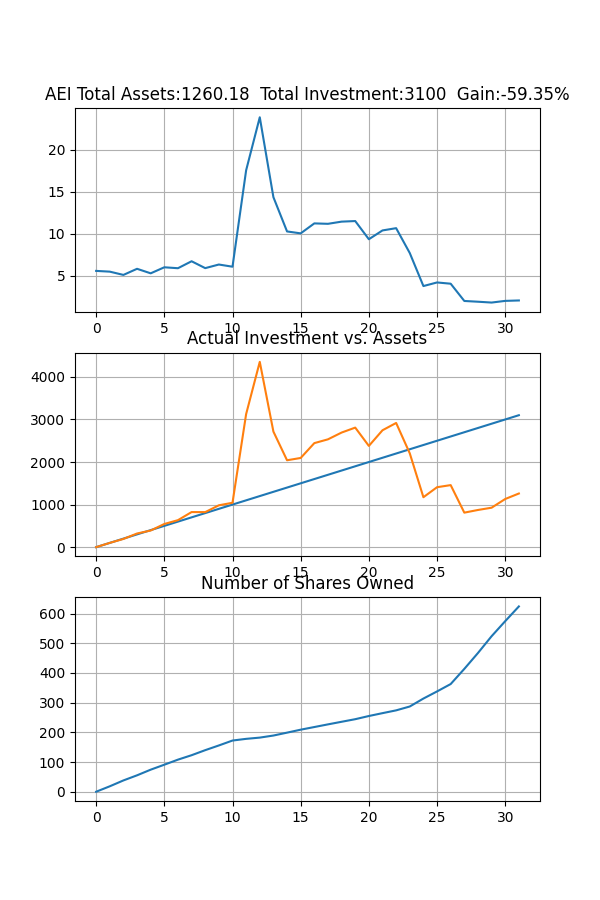 AEI Total Assets:1260.18  Total Investment:3100  Gain:-59.35%
20
15
10
5
0 5 10 15 20 25 30
Actual Investment vs. Assets
4000
3000
2000
1000
0
0 5 10 15 20 25 30
Number of Shares Owned
600
500
400
300
200
100
0
0 5 10 15 20 25 30